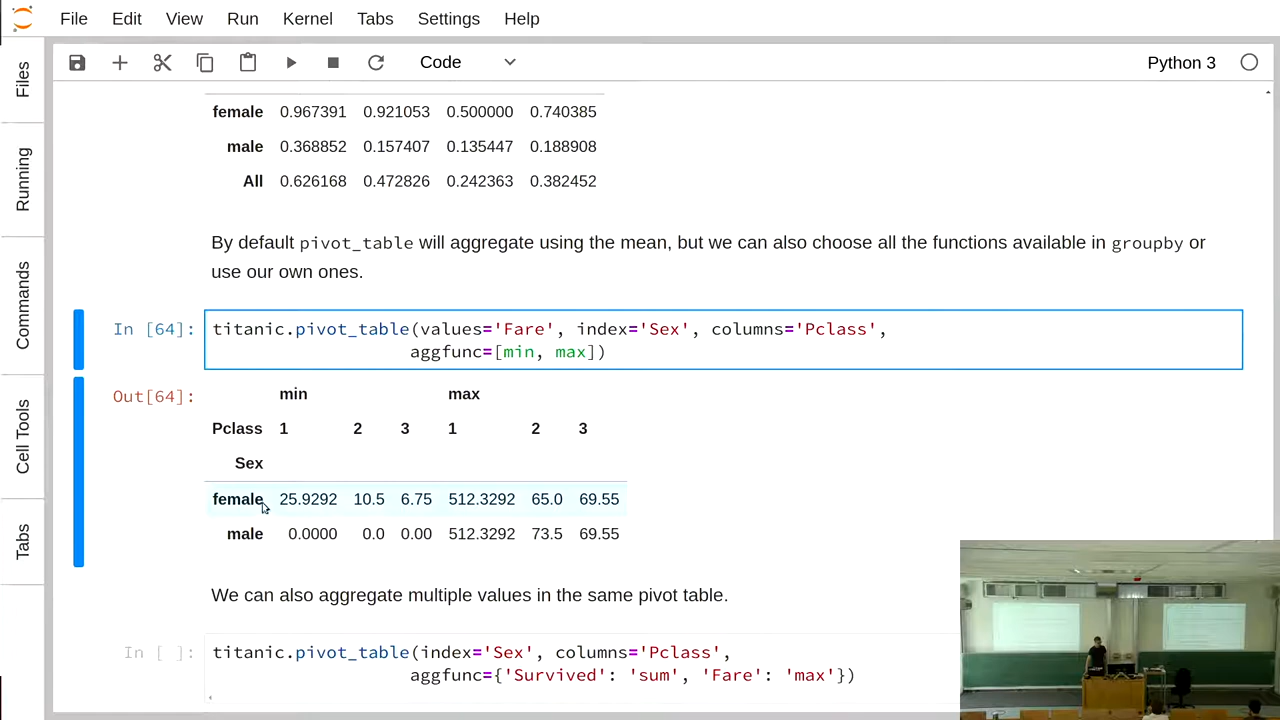 File Edit View Run Kernel Tabs Settings Help
Code
Python 3
Files
Running
Commands
Cell Tools
Tabs
female 0.967391 0.921053 0.500000 0.740385
male 0.368852 0.157407 0.135447 0.188908
All 0.626168 0.472826 0.242363 0.382452
By default pivot_table will aggregate using the mean, but we can also choose all the functions available in groupby or
use our own ones.
In [64]: titanic.pivot_table(values='Fare', index='Sex', columns='Pclass',
aggfunc=[min, max])
Out[64]: min max
Pclass 1 2 3 1 2 3
Sex
female 25.9292 10.5 6.75 512.3292 65.0 69.55
male 0.0000 0.0 0.00 512.3292 73.5 69.55
We can also aggregate multiple values in the same pivot table.
In [ ]: titanic.pivot_table(index='Sex', columns='Pclass',
aggfunc={'Survived': 'sum', 'Fare': 'max'})